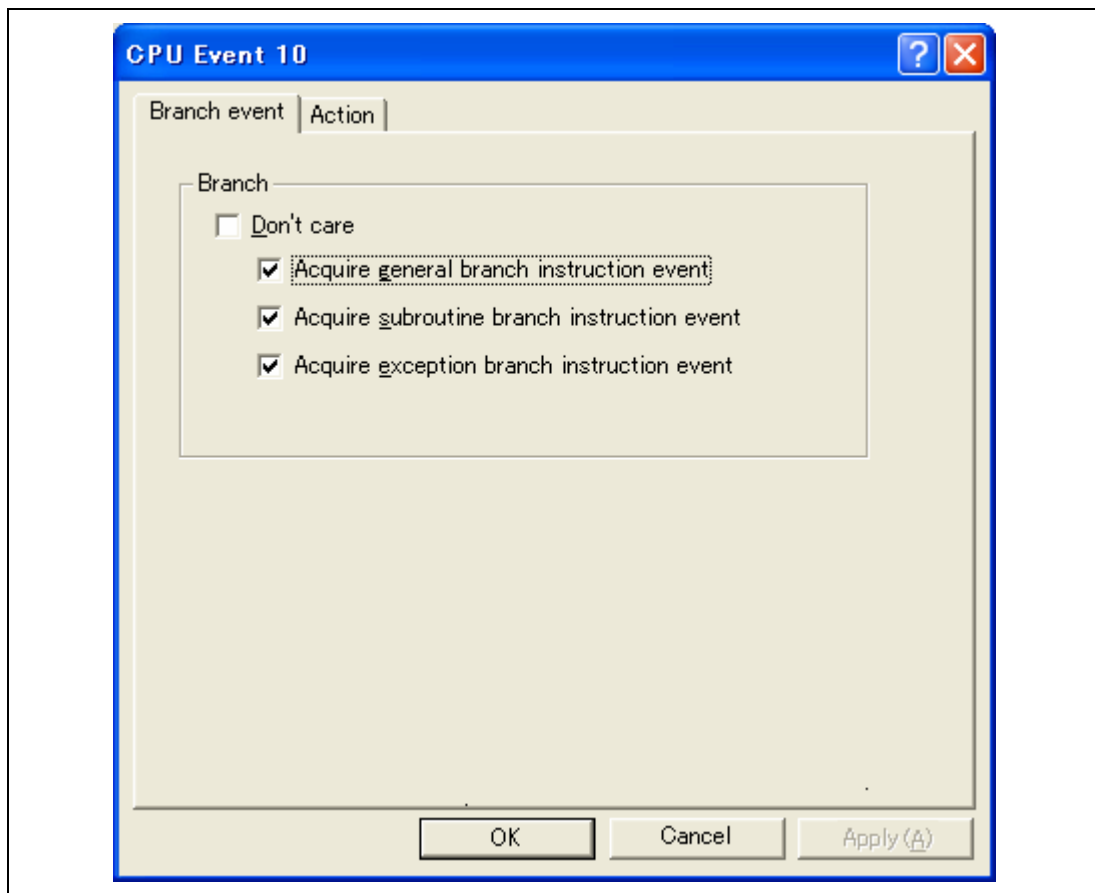 CPU Event 10
Branch event Action
Branch
Don't care
Acquire general branch instruction event
Acquire subroutine branch instruction event
Acquire exception branch instruction event
OK Cancel Apply(A)